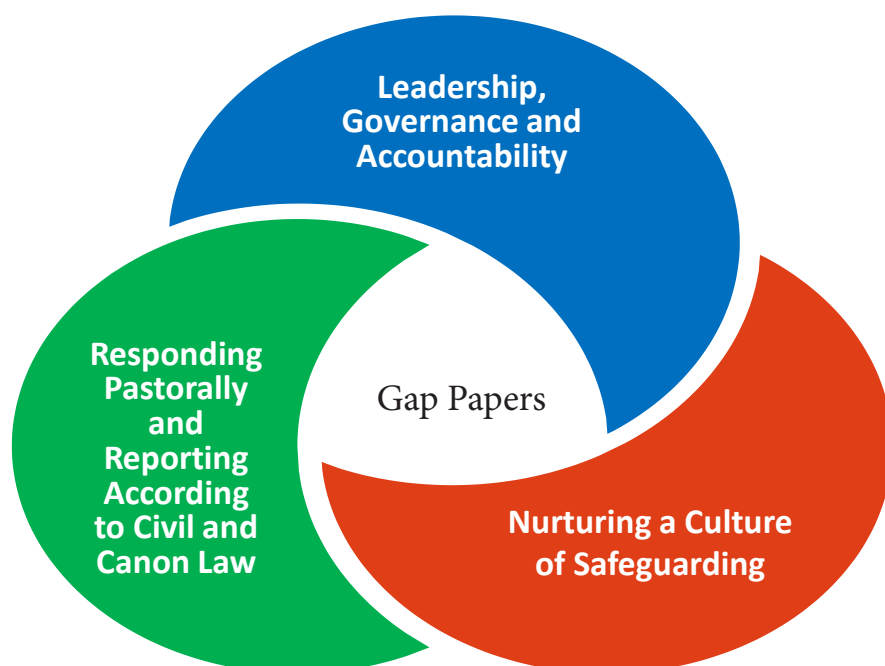 Leadership,
Governance and
Accountability
Responding
Pastorally
and
Reporting
According
to Civil and
Canon Law
Gap Papers
Nurturing a Culture
of Safeguarding